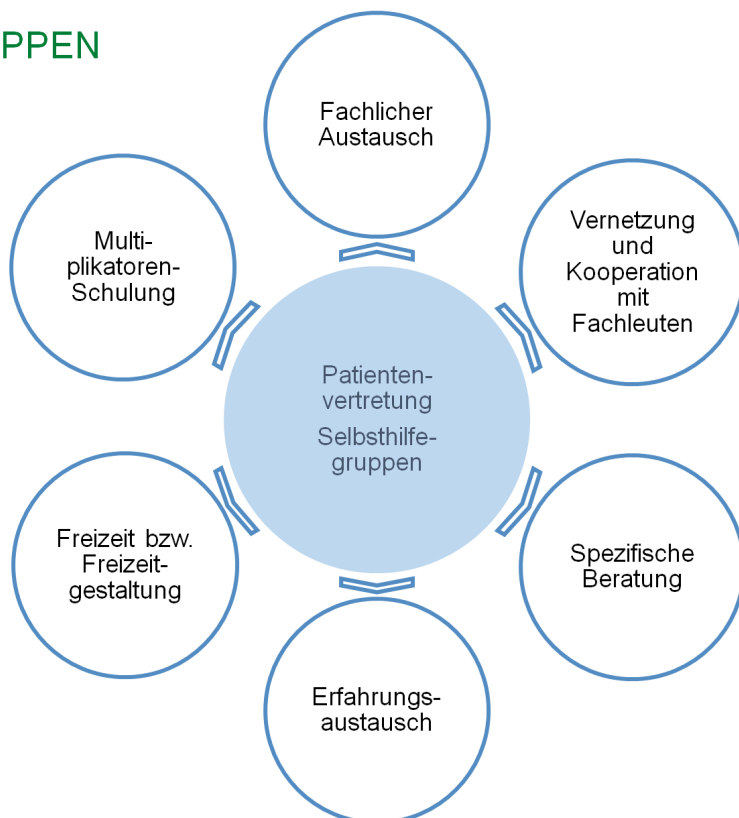 PPEN
Fachlicher
Austausch
Vernetzung
und
Kooperation
mit
Fachleuten
Spezifische
Beratung
Erfahrungs-
austausch
Freizeit bzw.
Freizeit-
gestaltung
Multi-
plikatoren-
Schulung
Patienten-
vertretung
Selbsthilfe-
gruppen